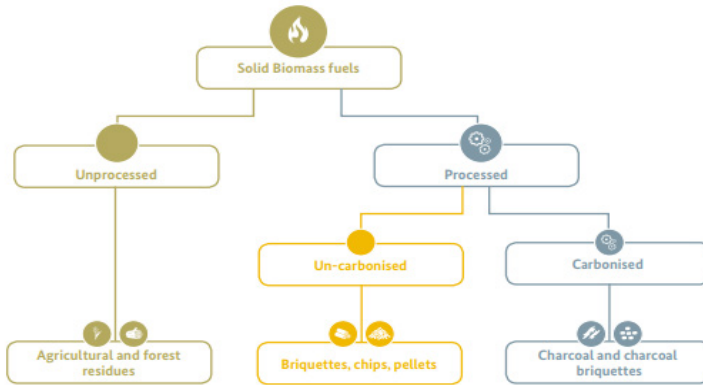 Solid Biomass fuels
Unprocessed
Processed
Un-carbonised
Carbonised
Agricultural and forest
residues
Briquettes, chips, pellets
Charcoal and charcoal
briquettes